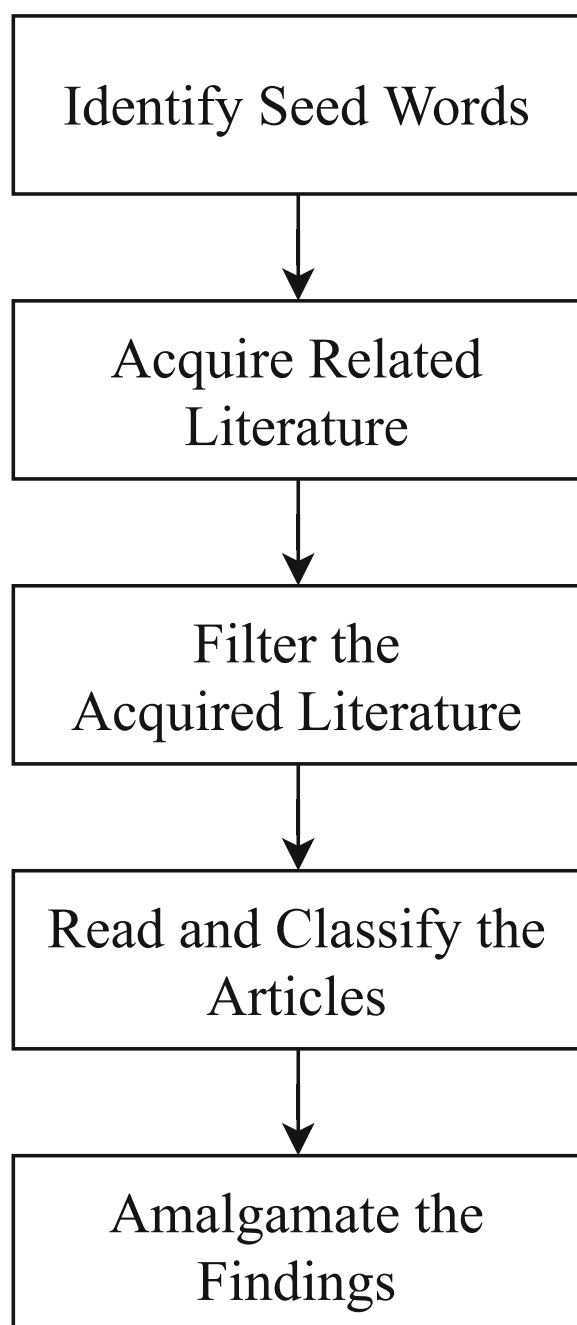 Identify Seed Words
Acquire Related
Literature
Filter the
Acquired Literature
Read and Classify the
Articles
Amalgamate the
Findings